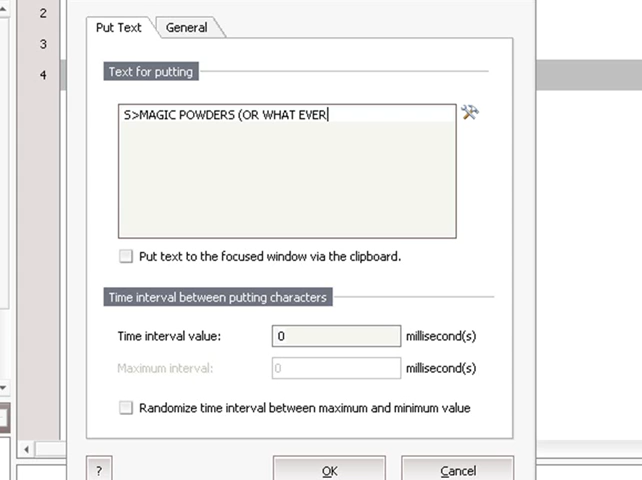 2
3
4
Put Text
General
Text for putting
S>MAGIC POWDERS (OR WHAT EVER
Put text to the focused window via the clipboard.
Time interval between putting characters
Time interval value: 0 millisecond(s)
Maximum interval: 0 millisecond(s)
Randomize time interval between maximum and minimum value
? OK Cancel